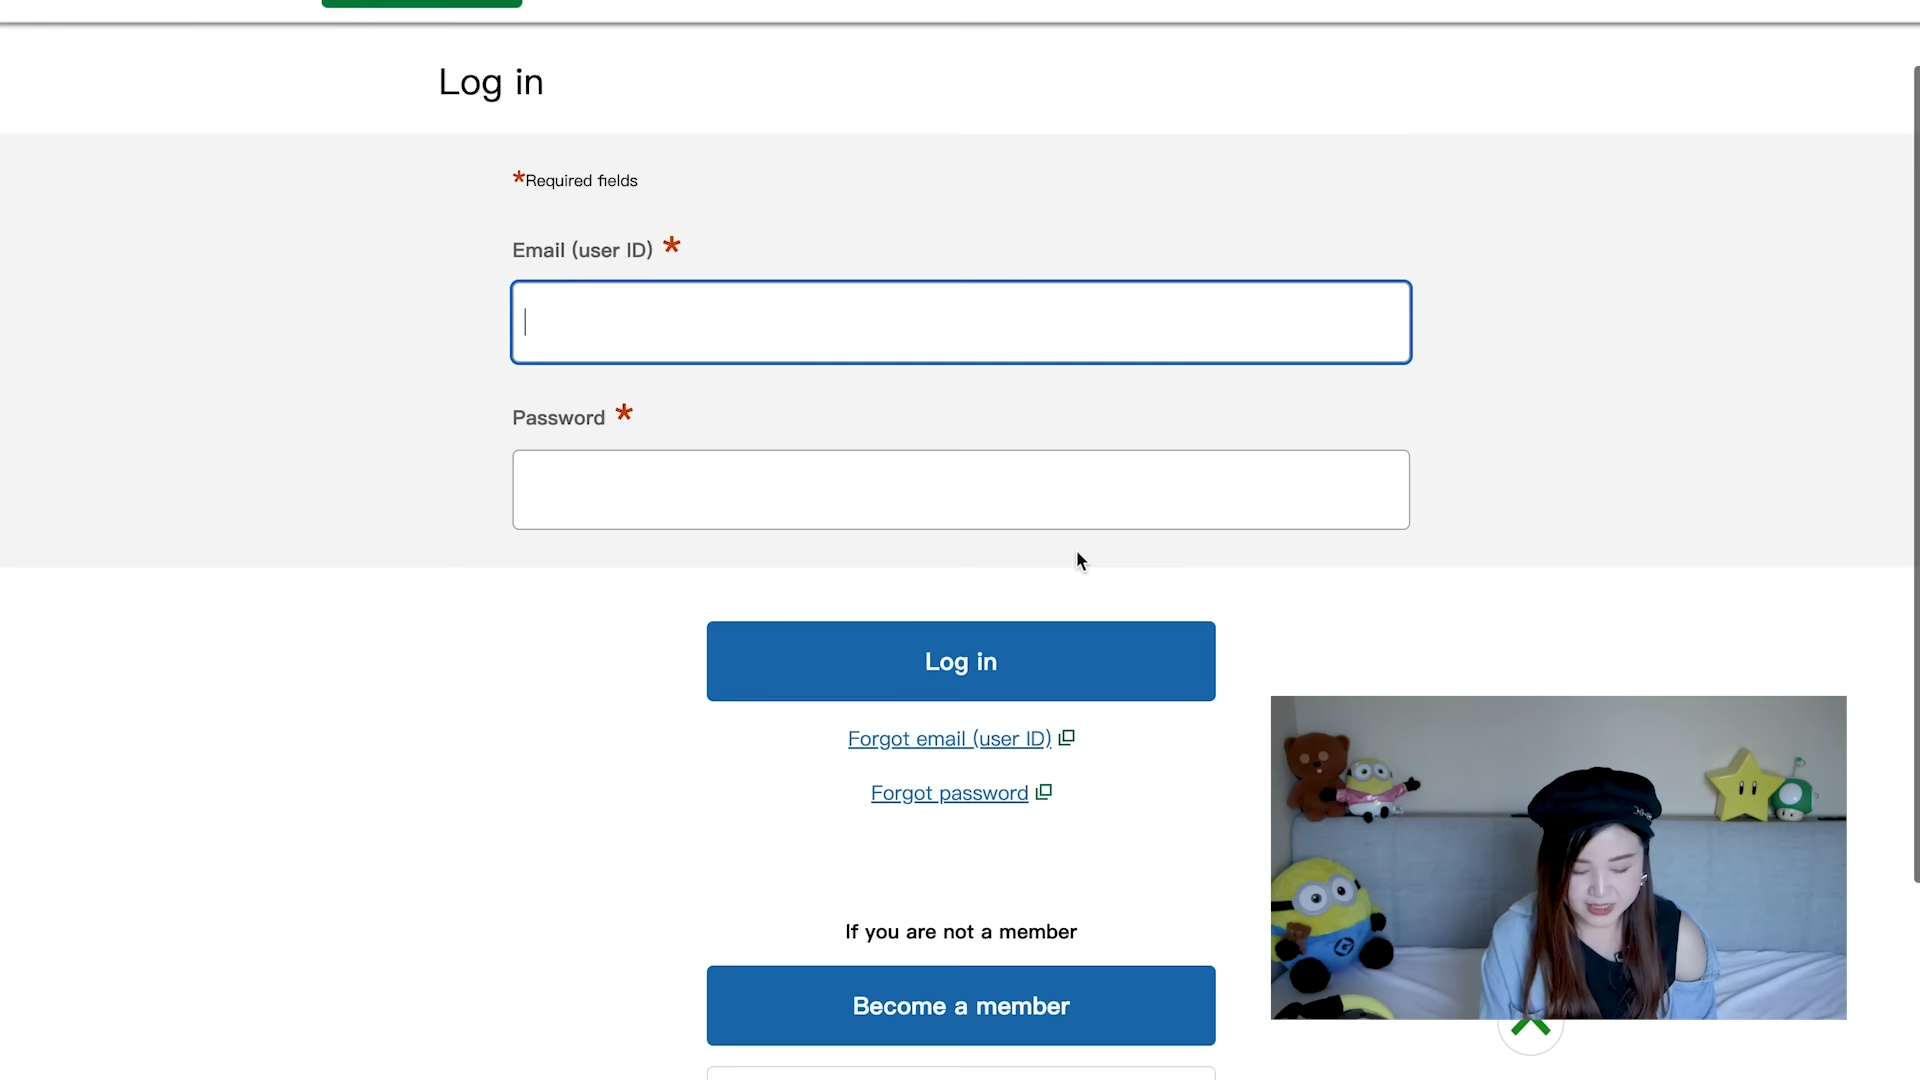 Log in
*Required fields
Email (user ID) *
Password *
Log in
Forgot email (user ID)
Forgot password
If you are not a member
Become a member